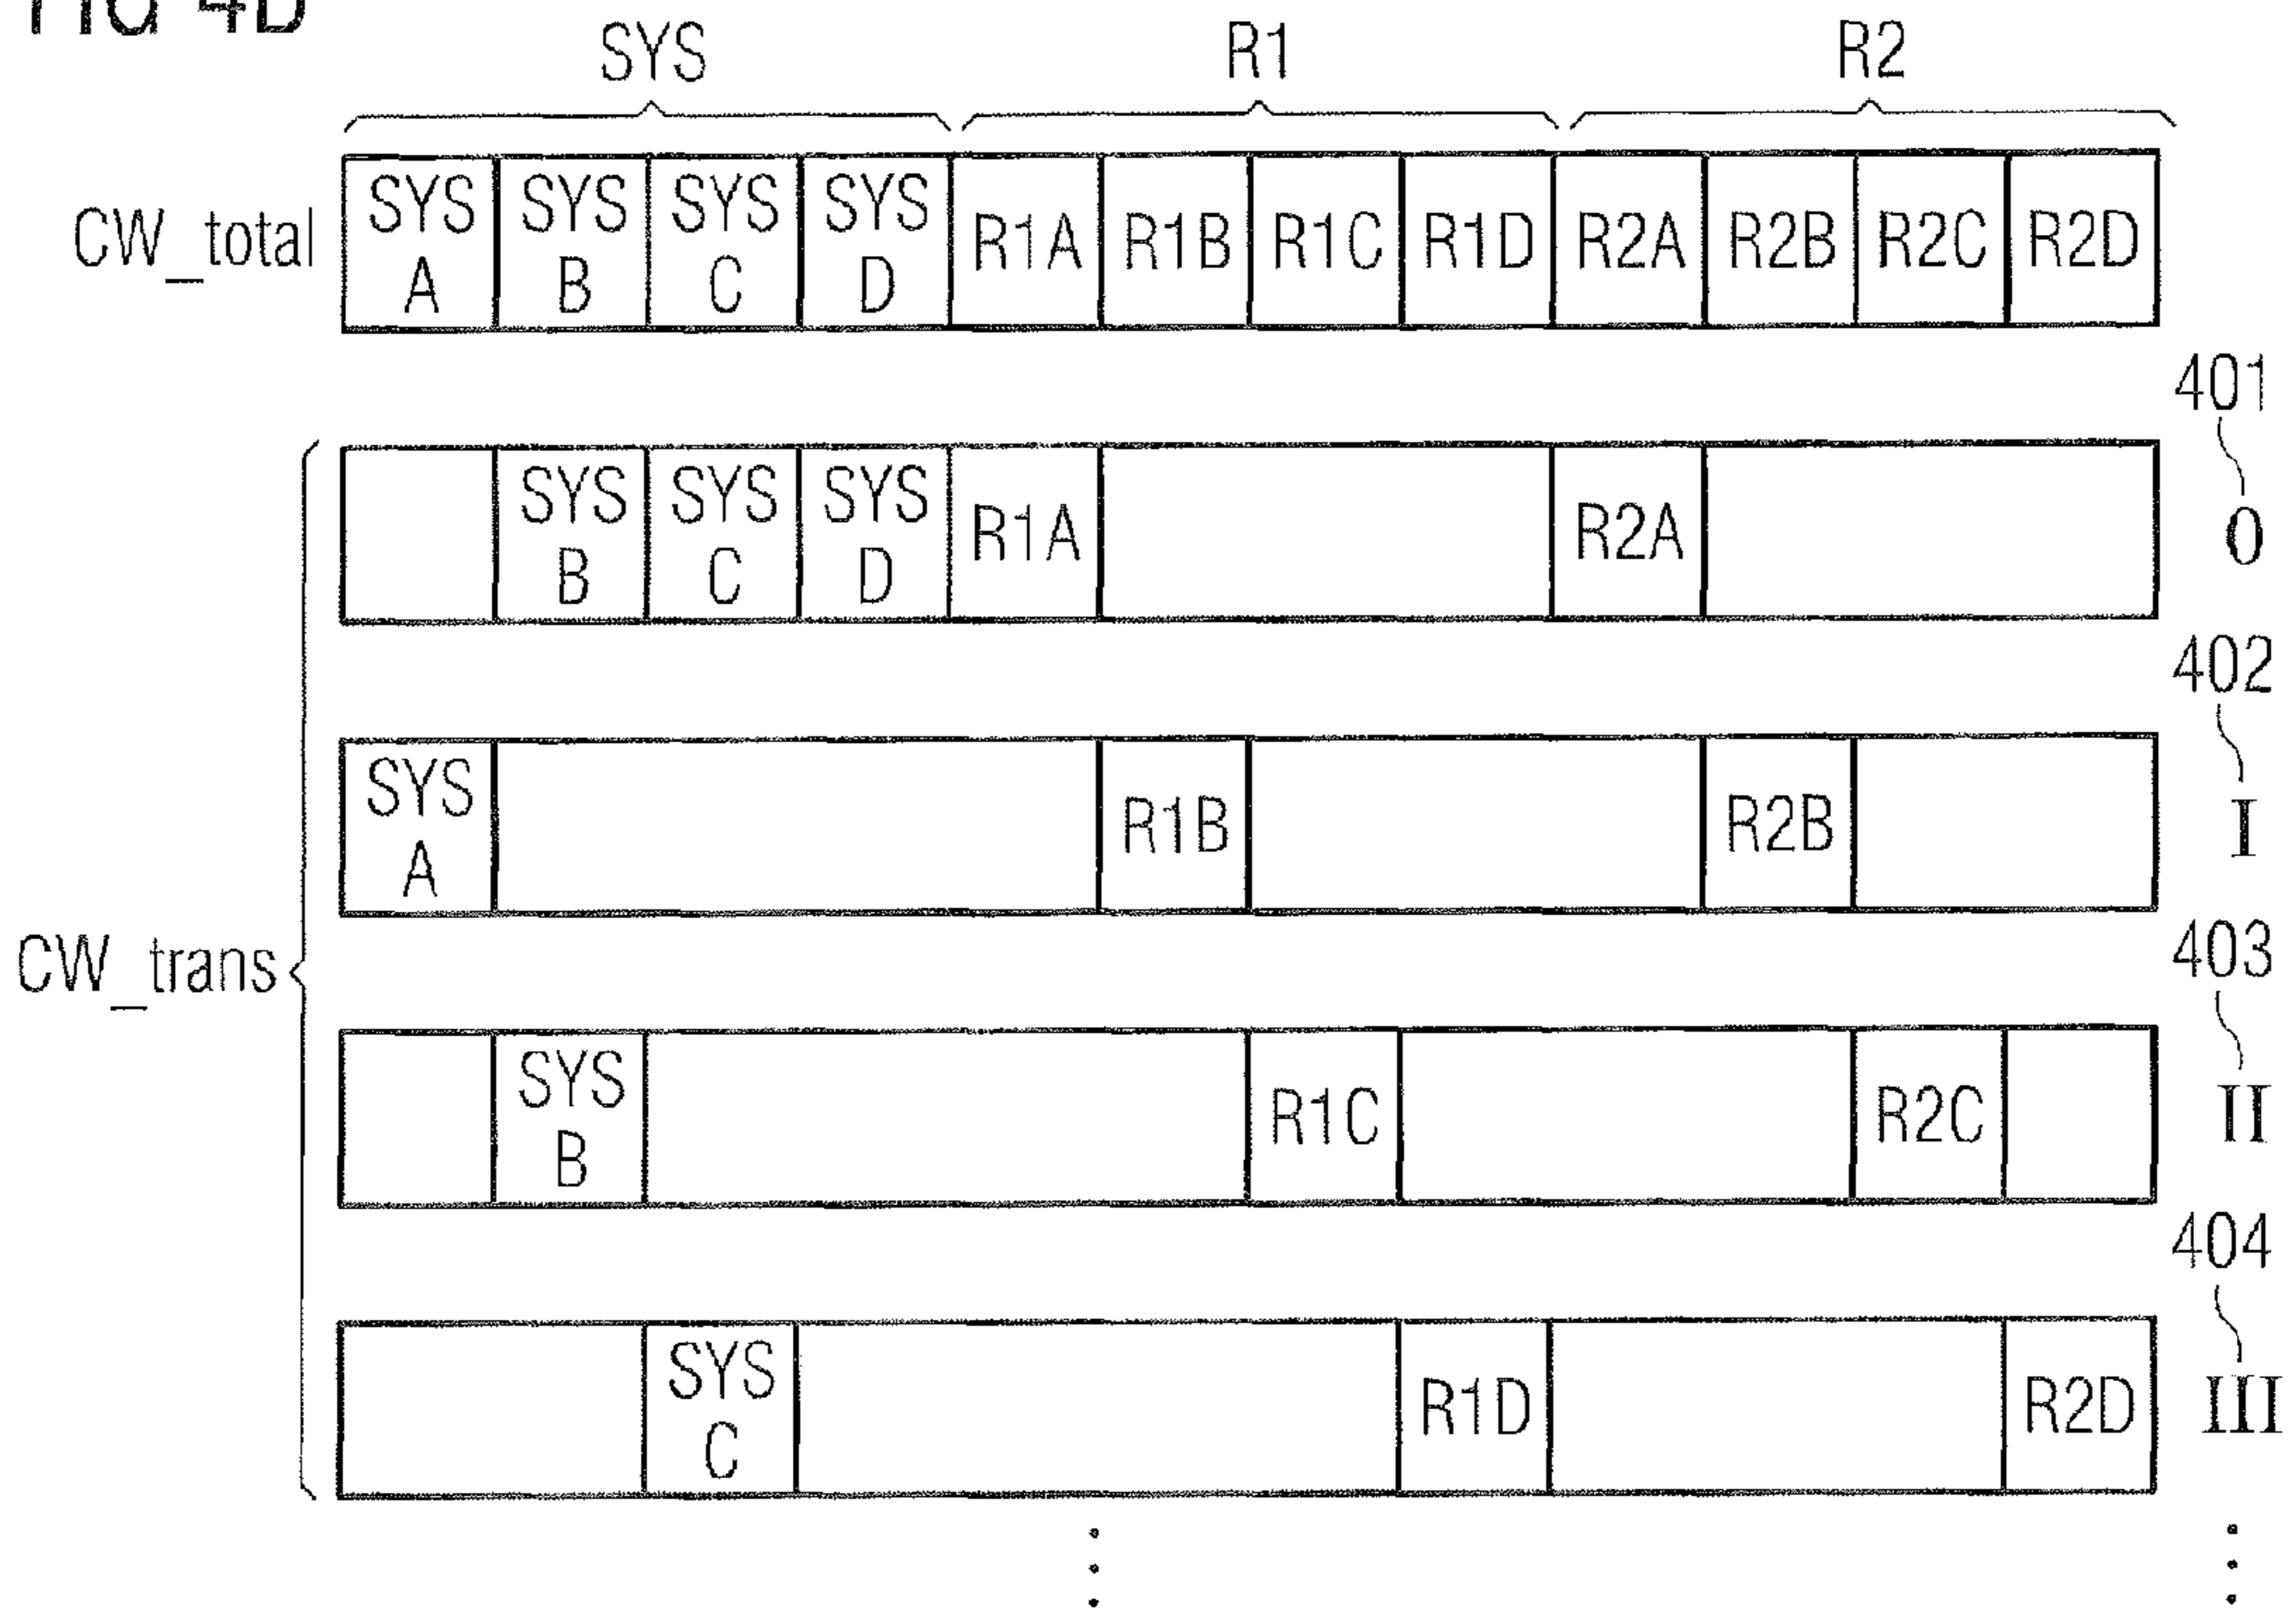 FIG 4B
SYS R1 R2
CW_total SYS A SYS B SYS C SYS D R1A R1B R1C R1D R2A R2B R2C R2D
401
SYS B SYS C SYS D R1A R2A 0
402
SYS A R1B R2B I
403
CW_trans
SYS B R1C R2C II
404
SYS C R1D R2D III